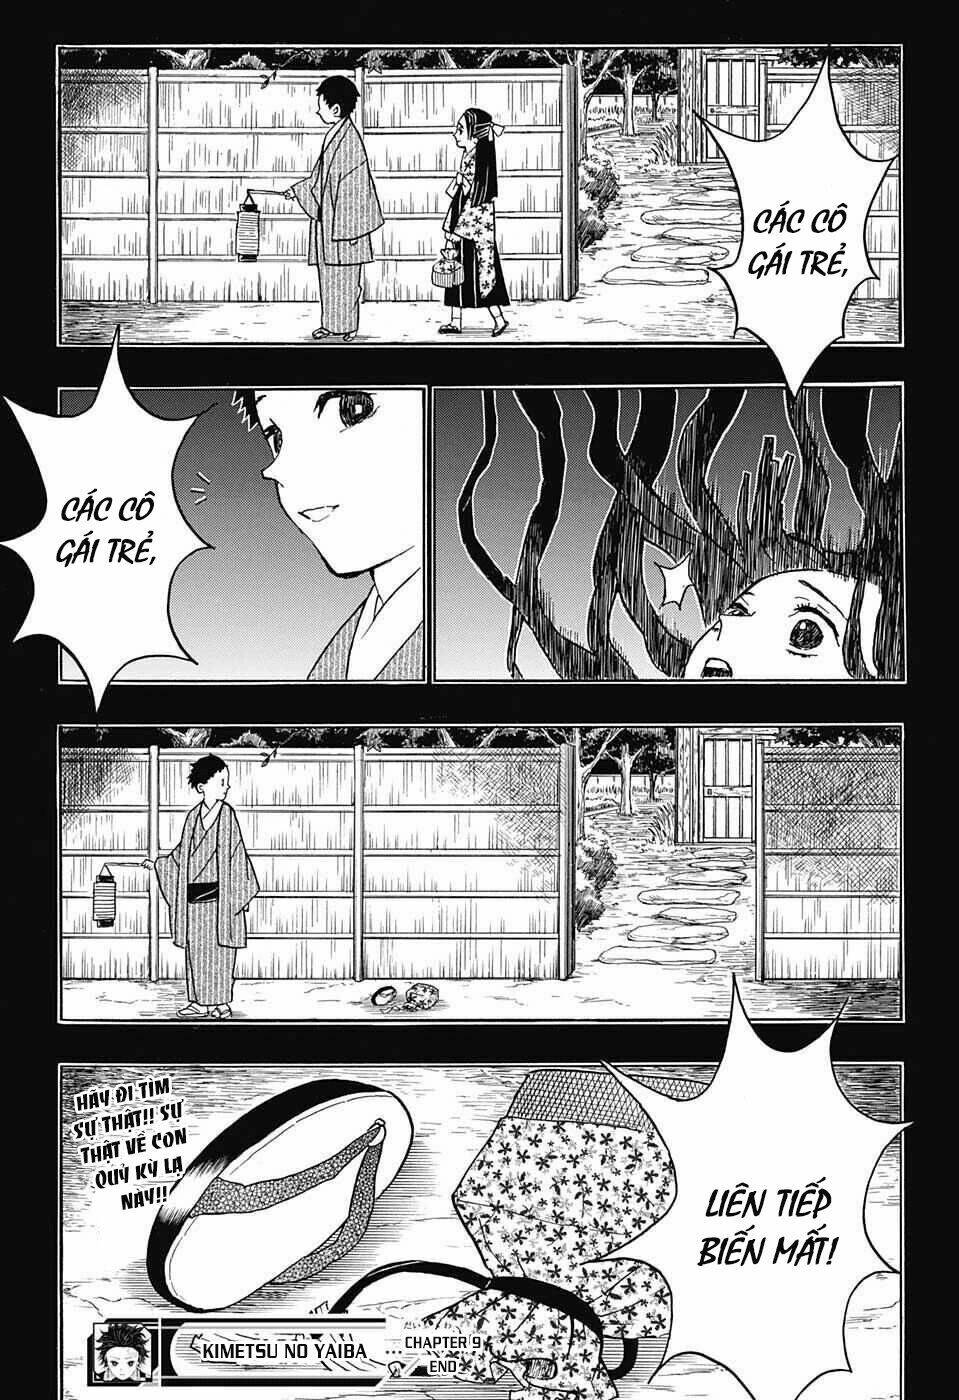 CÁC CÔ
GÁI TRẺ,
CÁC CÔ
GÁI TRẺ,
HÃY ĐI TÌM
SỰ THẬT!! SỰ
THẬT VỀ CON
QUỶ KỲ LẠ
NÀY!!
LIÊN TIẾP
BIẾN MẤT!
KIMETSU NO YAIBA ... CHAPTER 9
END